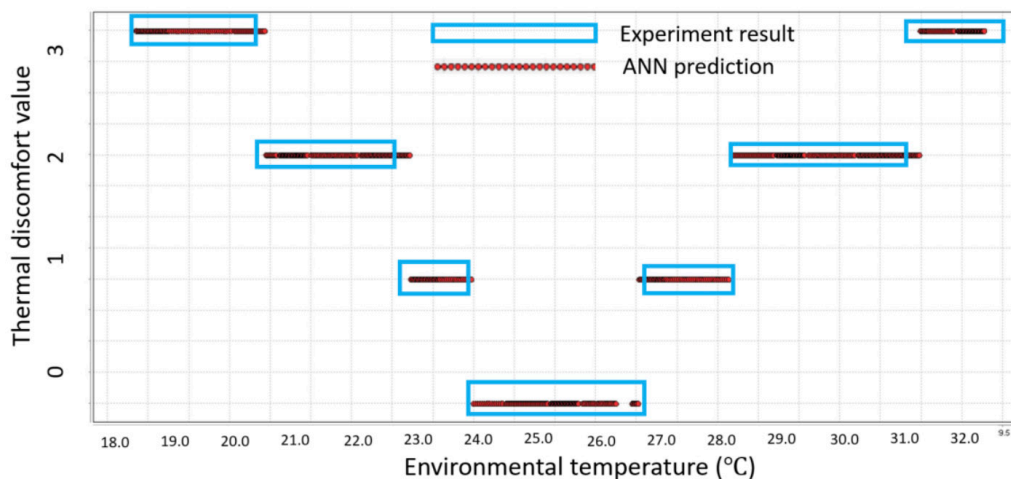 Experiment result
ANN prediction
Thermal discomfort value
3
2
1
0
18.0 19.0 20.0 21.0 22.0 23.0 24.0 25.0 26.0 27.0 28.0 29.0 30.0 31.0 32.0 9.5
Environmental temperature (℃)